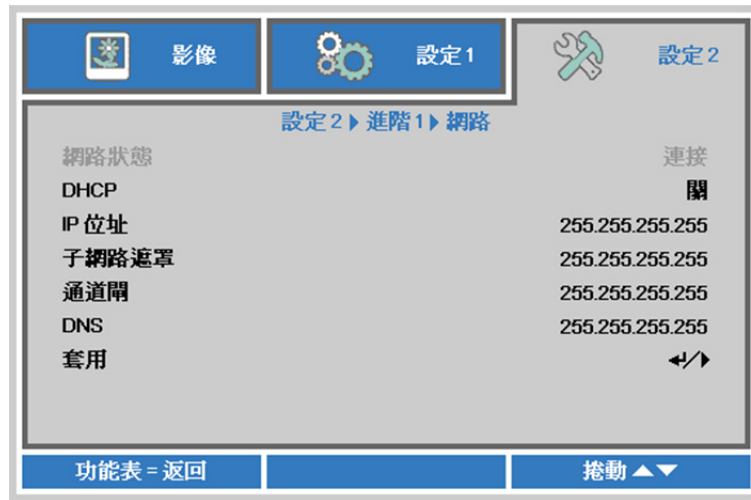 影像 設定1 設定2
設定2 ▶ 進階1 ▶ 網路
網路狀態 連接
DHCP 關
IP 位址 255.255.255.255
子網路遮罩 255.255.255.255
通道閘 255.255.255.255
DNS 255.255.255.255
套用 ↵/▶
功能表 = 返回 捲動 ▲▼